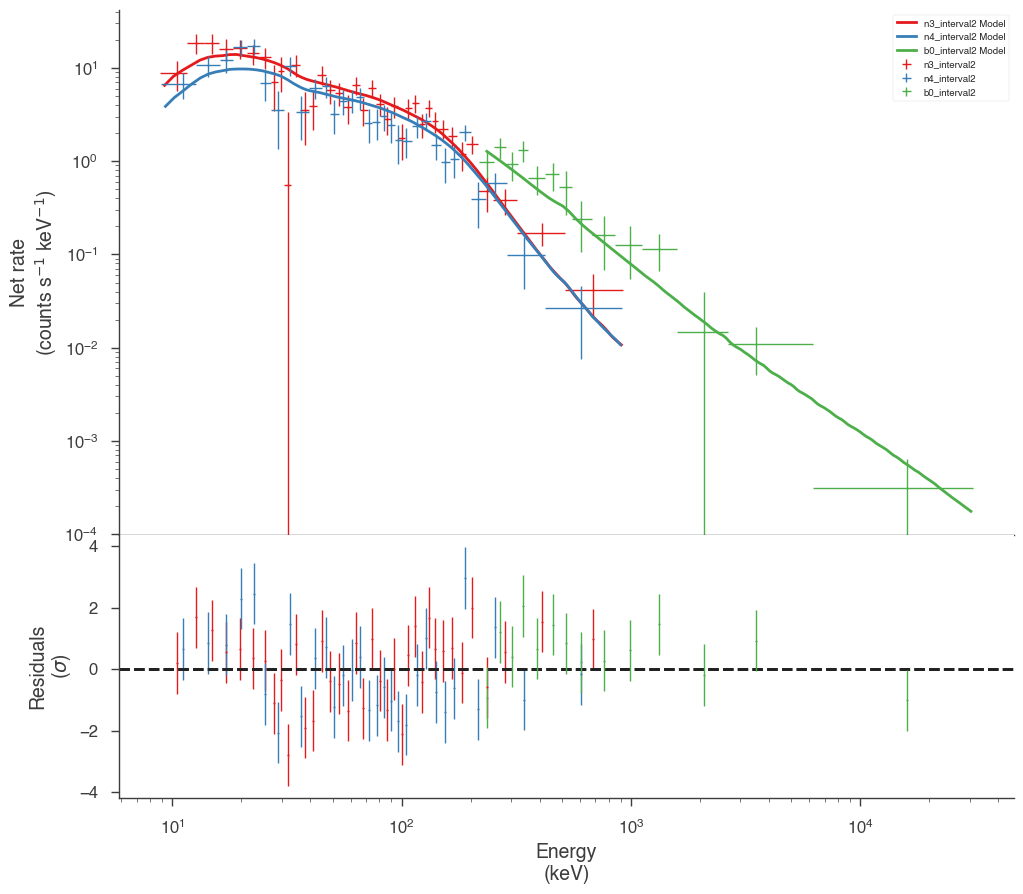 n3_interval2 Model
n4_interval2 Model
b0_interval2 Model
n3_interval2
n4_interval2
b0_interval2
Net rate
(counts s⁻¹ keV⁻¹)
10¹
10⁰
10⁻¹
10⁻²
10⁻³
10⁻⁴
Residuals
(σ)
4
2
0
−2
−4
10¹ 10² 10³ 10⁴
Energy
(keV)